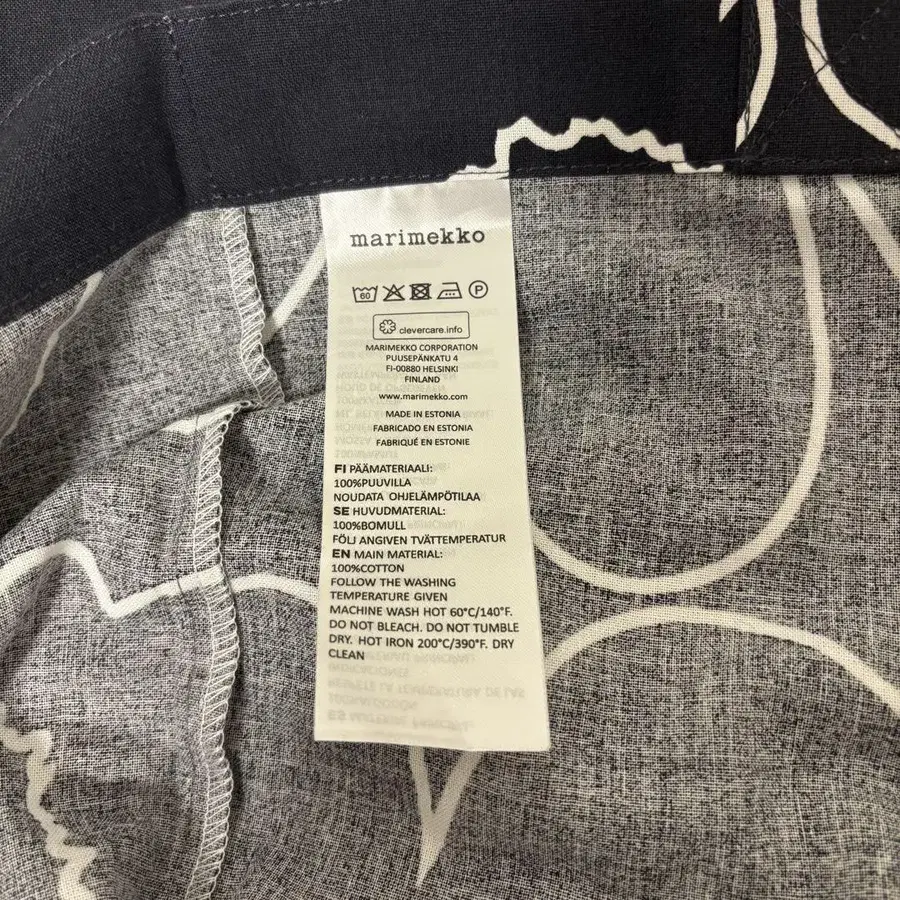 marimekko
60 P
clevercare.info
MARIMEKKO CORPORATION
PUUSEPÄNKATU 4
FI-00880 HELSINKI
FINLAND
www.marimekko.com
MADE IN ESTONIA
FABRICADO EN ESTONIA
FABRIQUÉ EN ESTONIE
FI PÄÄMATERIAALI:
100%PUUVILLA
NOUDATA OHJELÄMPÖTILAA
SE HUVUDMATERIAL:
100%BOMULL
FÖLJ ANGIVEN TVÄTTEMPERATUR
EN MAIN MATERIAL:
100%COTTON
FOLLOW THE WASHING
TEMPERATURE GIVEN
MACHINE WASH HOT 60°C/140°F.
DO NOT BLEACH. DO NOT TUMBLE
DRY. HOT IRON 200°C/390°F. DRY
CLEAN